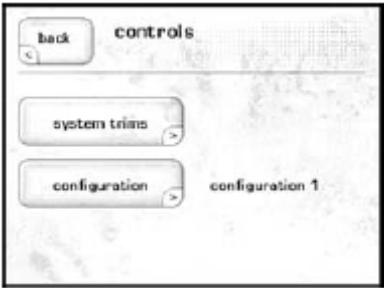 back
<
controls
system trims
>
configuration
>
configuration 1